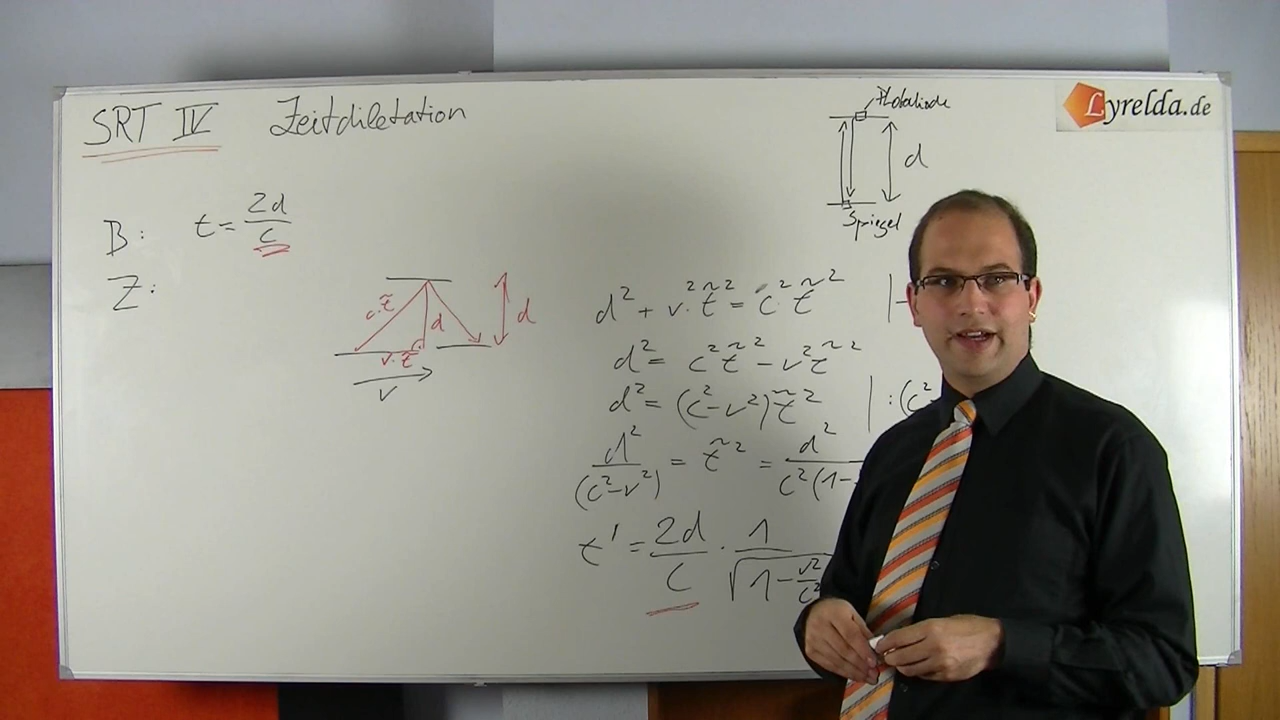 SRT IV Zeitdiletation
Lyrelda.de
d
Spiegel
B: t = 2d/c
Z:
c·t̃
d
v·t̃
d
v
d² + v²·t̃² = c²·t̃² | -
d² = c²t̃² - v²t̃²
d² = (c²-v²)t̃² | :(c²
d²/(c²-v²) = t̃² = d²/c²(1-
t' = 2d/c · 1/√1-v²/c²